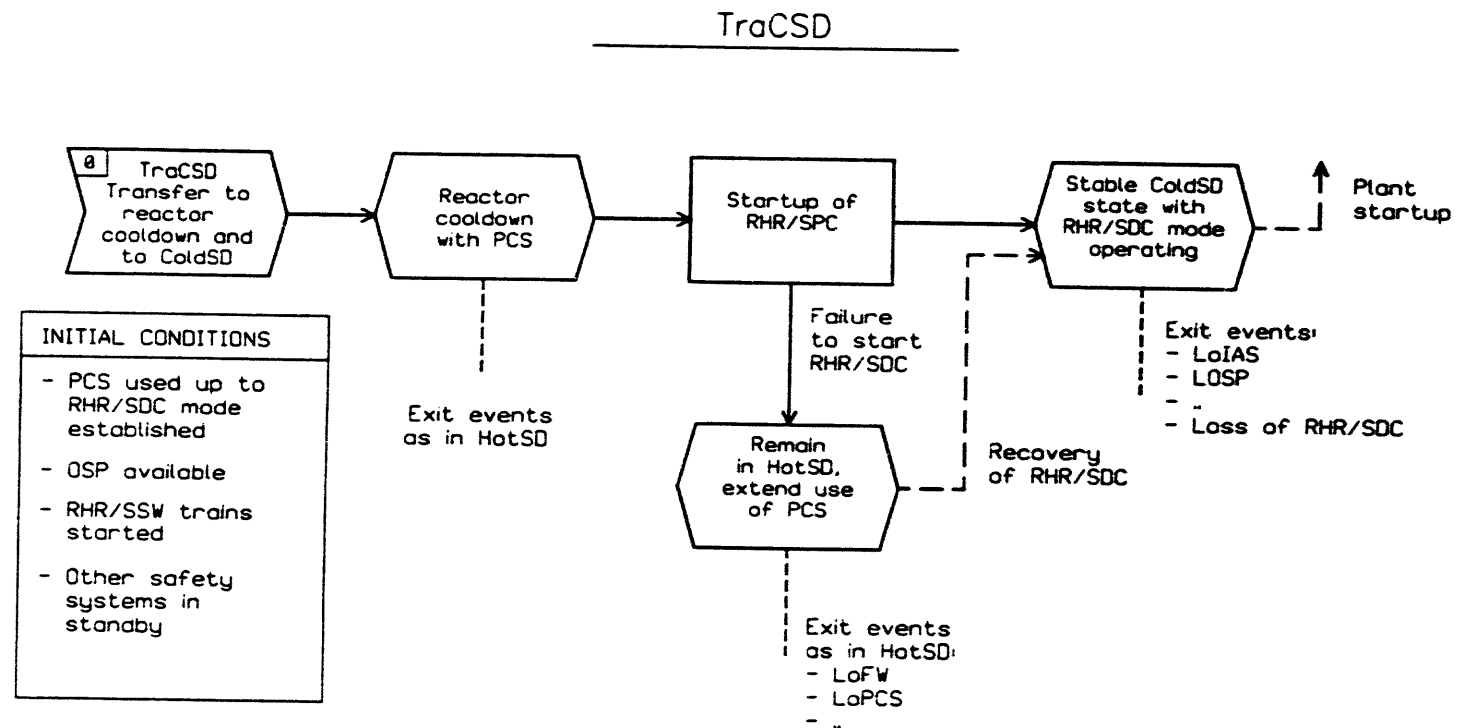 TraCSD
0
TraCSD
Transfer to
reactor
cooldown and
to ColdSD
Reactor
cooldown
with PCS
Startup of
RHR/SPC
Stable ColdSD
state with
RHR/SDC mode
operating
Plant
startup
INITIAL CONDITIONS
- PCS used up to
RHR/SDC mode
established
- OSP available
- RHR/SSW trains
started
- Other safety
systems in
standby
Exit events
as in HotSD
Failure
to start
RHR/SDC
Exit events:
- LoIAS
- LOSP
- ..
- Loss of RHR/SDC
Remain
in HotSD,
extend use
of PCS
Recovery
of RHR/SDC
Exit events
as in HotSD:
- LoFW
- LoPCS
- ..